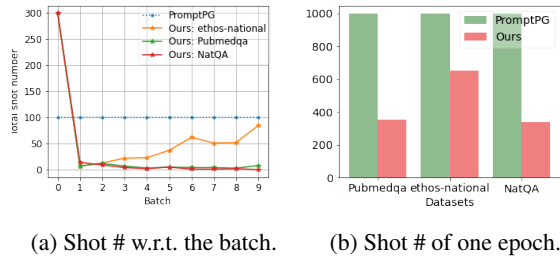 300
250
200
150
100
50
0
Total shot number
0 1 2 3 4 5 6 7 8 9
Batch
PromptPG
Ours: ethos-national
Ours: Pubmedqa
Ours: NatQA
(a) Shot # w.r.t. the batch.
1000
800
600
400
200
0
PromptPG
Ours
Pubmedqa ethos-national NatQA
Datasets
(b) Shot # of one epoch.